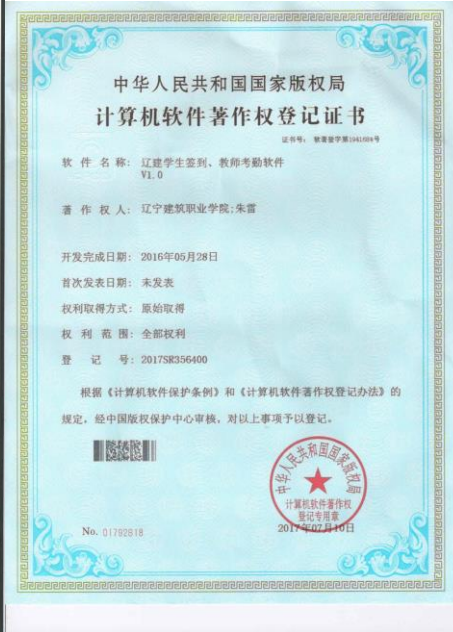 中华人民共和国国家版权局
计算机软件著作权登记证书
证书号： 软著登字第1941684号
软件名称： 辽建学生签到、教师考勤软件
V1.0
著作权人： 辽宁建筑职业学院;朱雷
开发完成日期： 2016年05月28日
首次发表日期： 未发表
权利取得方式： 原始取得
权利范围： 全部权利
登记号： 2017SR356400
根据《计算机软件保护条例》和《计算机软件著作权登记办法》的
规定，经中国版权保护中心审核，对以上事项予以登记。
中华人民共和国国家版权局
计算机软件著作权
登记专用章
No. 01792618
2017年07月10日